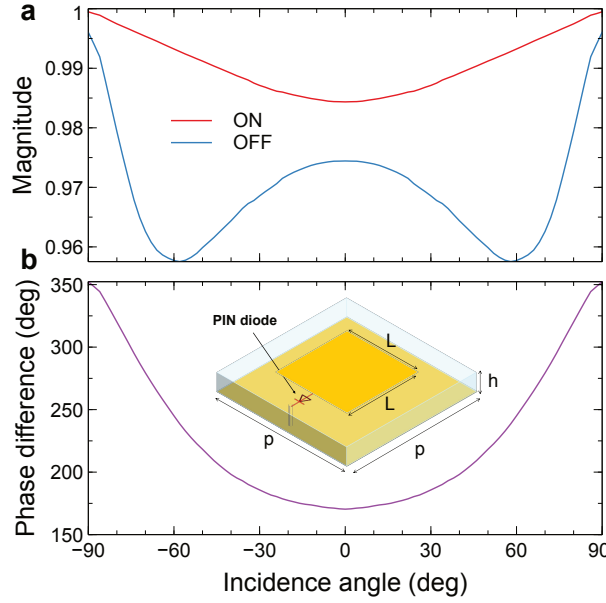 a
1
0.99
0.98
0.97
0.96
Magnitude
ON
OFF
b
350
300
250
200
150
Phase difference (deg)
PIN diode
L
L
h
p
p
−90
−60
−30
0
30
60
90
Incidence angle (deg)